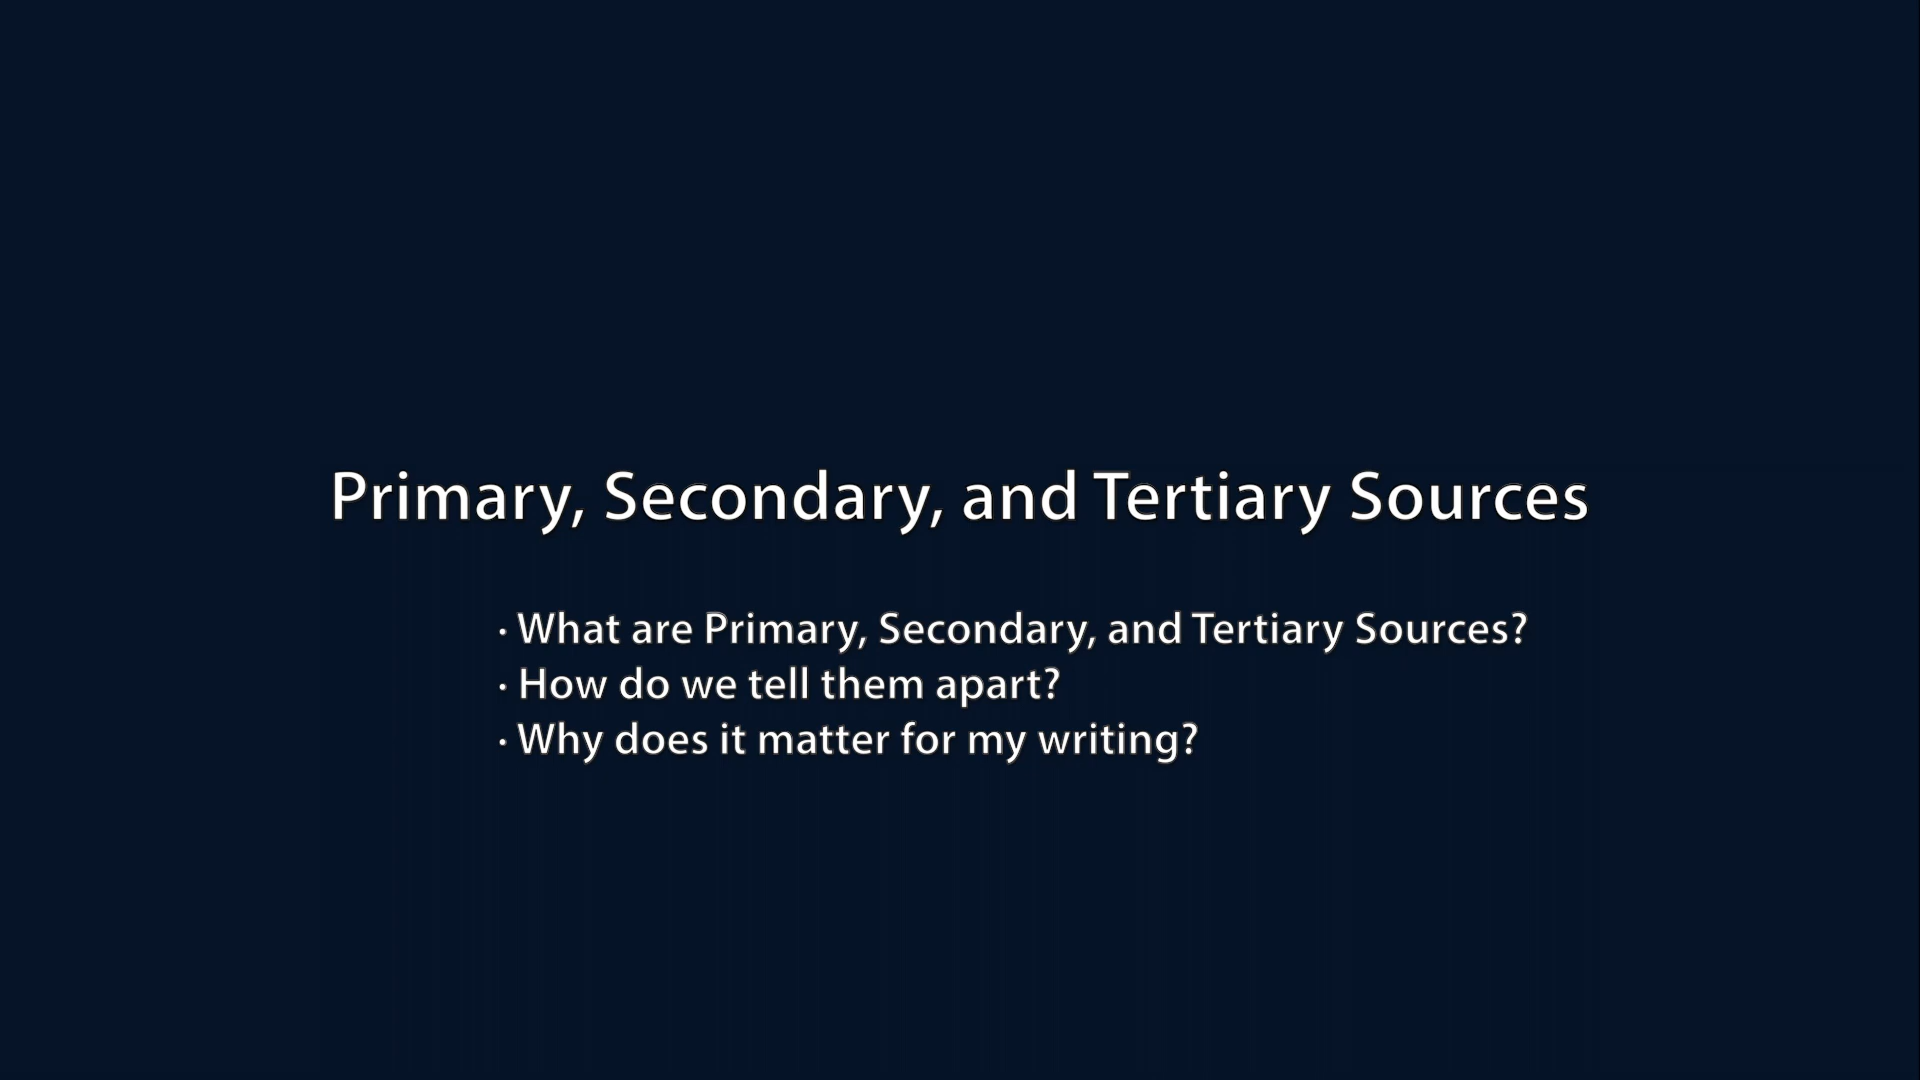 Primary, Secondary, and Tertiary Sources
· What are Primary, Secondary, and Tertiary Sources?
· How do we tell them apart?
· Why does it matter for my writing?